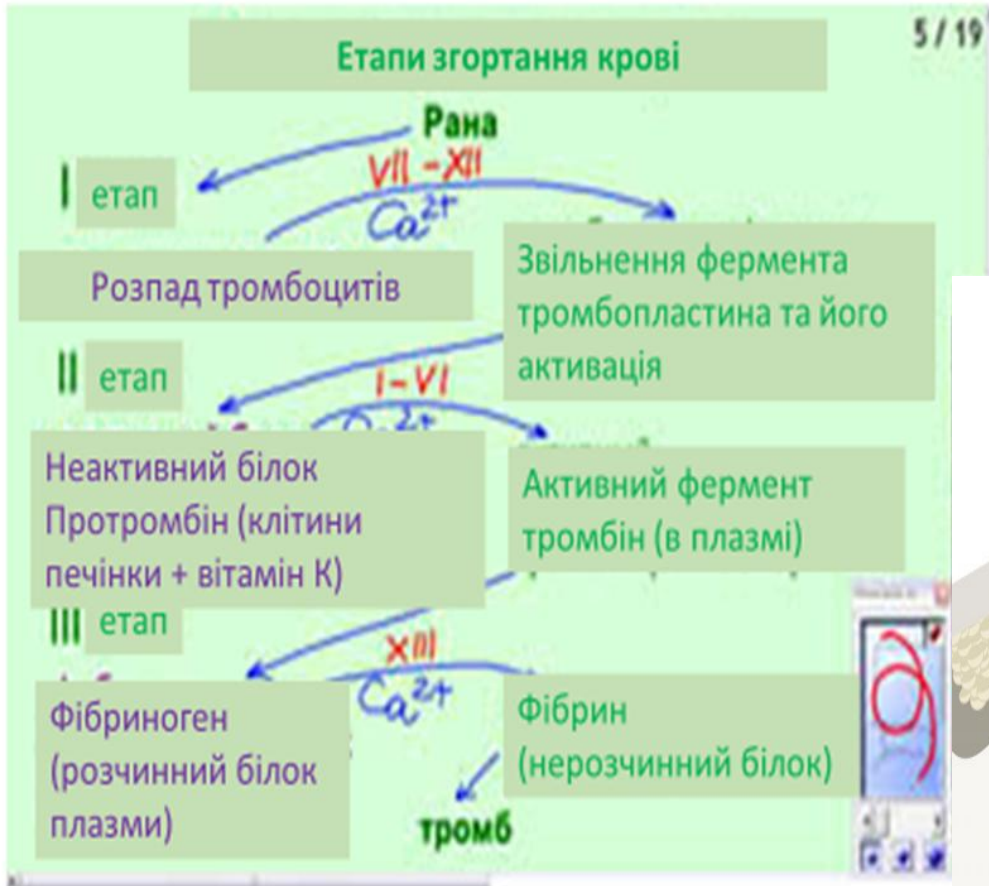 5 / 19
Етапи згортання крові
Рана
I етап
VII - XII
Ca2+
Розпад тромбоцитів
Звільнення фермента
тромбопластина та його
активація
II етап
I - VI
Неактивний білок
Протромбін (клітини
печінки + вітамін К)
Активний фермент
тромбін (в плазмі)
III етап
XIII
Ca2+
Фібриноген
(розчинний білок
плазми)
Фібрин
(нерозчинний білок)
тромб